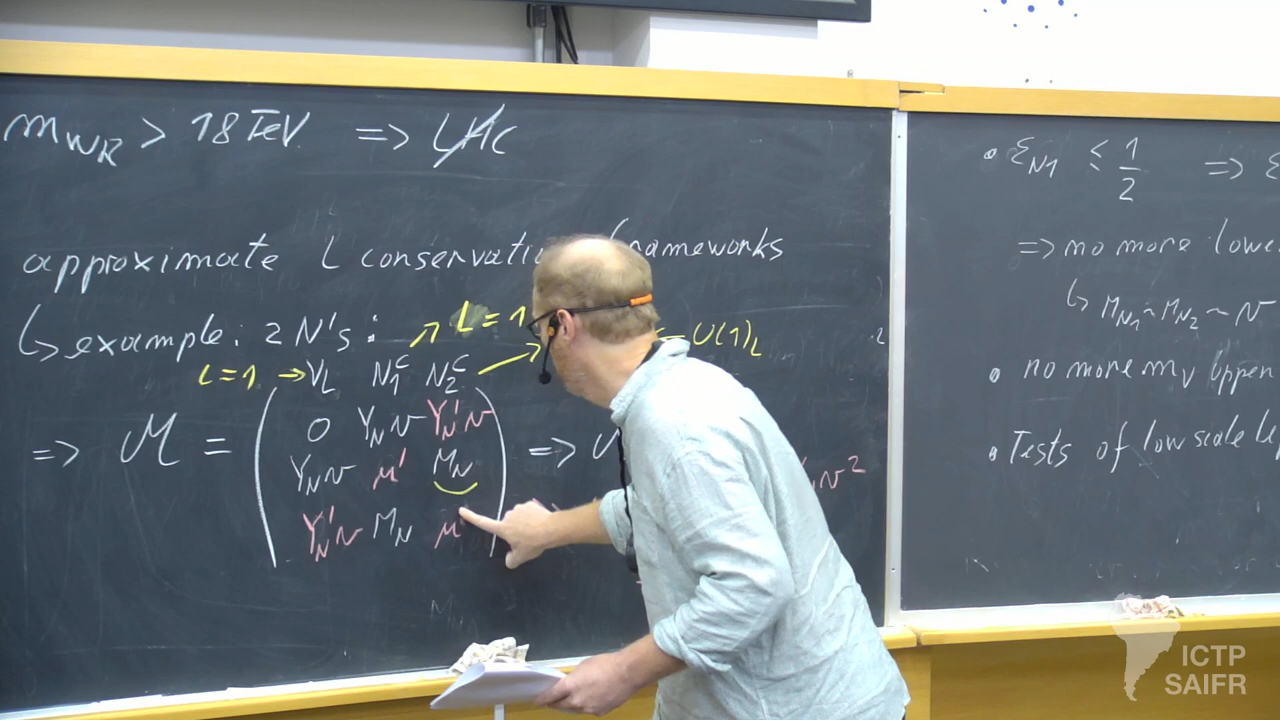 m_WR > 18 TeV => LHC
approximate L conservation frameworks
↳ example: 2 N's :
L=1
U(1)_L
L=1 → ν_L N_1^c N_2^c
0 Y_N v Y'_N v
=> M =
Y_N v μ' M_N
=>
Y'_N v M_N μ
v²
• ε_N1 ≤ 1/2 => ε
=> no more lowe
↳ M_N1 ~ M_N2 ~ v
• no more m_ν Uppen
• Tests of low scale
ICTP
SAIFR